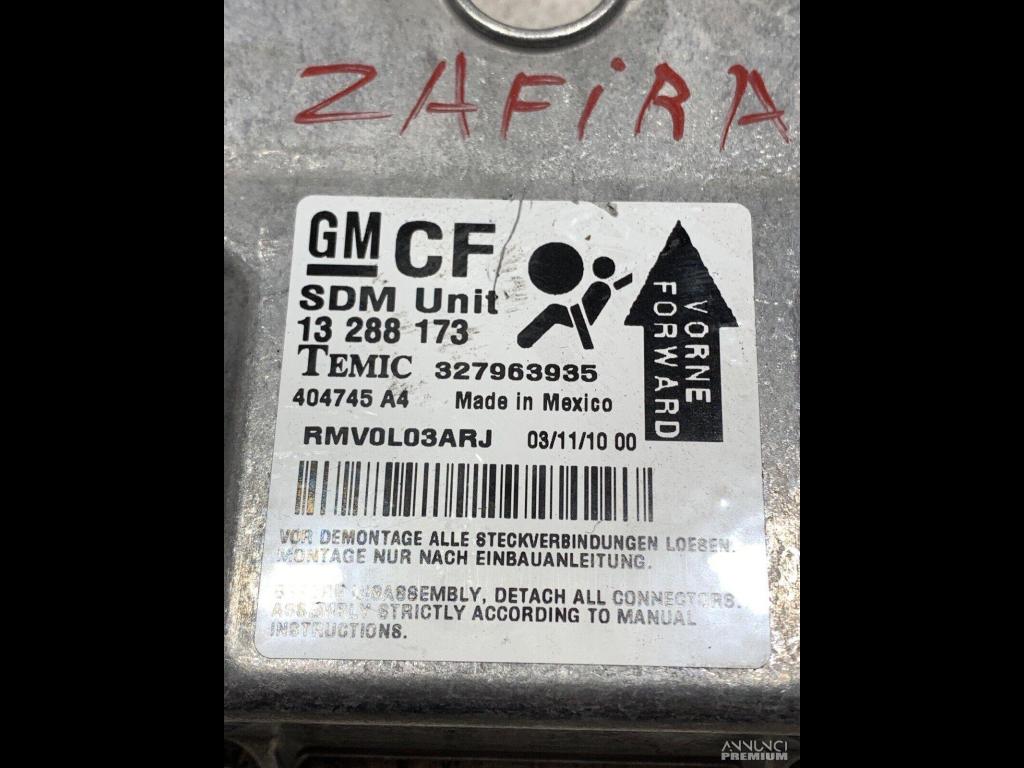 ZAFiRA
GM CF
SDM Unit
13 288 173
TEMIC 327963935
404745 A4 Made in Mexico
RMV0L03ARJ 03/11/10 00
VORNE
FORWARD
VOR DEMONTAGE ALLE STECKVERBINDUNGEN LOESEN.
MONTAGE NUR NACH EINBAUANLEITUNG.
BEFORE DISASSEMBLY, DETACH ALL CONNECTORS.
ASSEMBLY STRICTLY ACCORDING TO MANUAL
INSTRUCTIONS.
ANNUNCI
PREMIUM